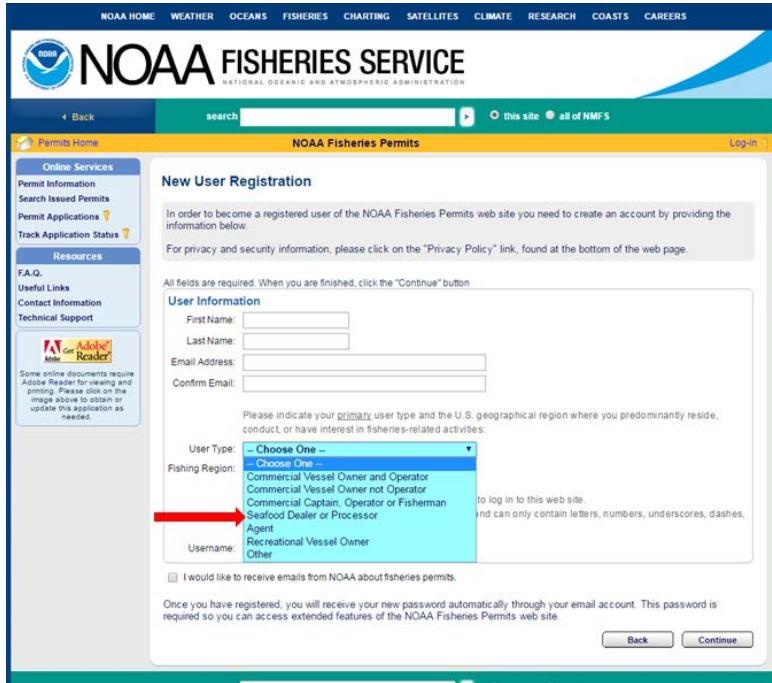 NOAA HOME WEATHER OCEANS FISHERIES CHARTING SATELLITES CLIMATE RESEARCH COASTS CAREERS
NOAA
NOAA FISHERIES SERVICE
NATIONAL OCEANIC AND ATMOSPHERIC ADMINISTRATION
Back search this site all of NMFS
Permits Home NOAA Fisheries Permits Log-in
Online Services
Permit Information
Search Issued Permits
Permit Applications
Track Application Status
Resources
F.A.Q.
Useful Links
Contact Information
Technical Support
Adobe Get Adobe Reader
Some online documents require
Adobe Reader for viewing and
printing. Please click on the
image above to obtain or
update this application as
needed.
New User Registration
In order to become a registered user of the NOAA Fisheries Permits web site you need to create an account by providing the
information below.
For privacy and security information, please click on the "Privacy Policy" link, found at the bottom of the web page.
All fields are required. When you are finished, click the "Continue" button
User Information
First Name:
Last Name:
Email Address:
Confirm Email:
Please indicate your primary user type and the U.S. geographical region where you predominantly reside,
conduct, or have interest in fisheries-related activities:
User Type: -- Choose One --
Fishing Region: -- Choose One --
Commercial Vessel Owner and Operator
Commercial Vessel Owner not Operator
Commercial Captain, Operator or Fisherman to log in to this web site.
Seafood Dealer or Processor and can only contain letters, numbers, underscores, dashes,
Agent
Recreational Vessel Owner
Username: Other
I would like to receive emails from NOAA about fisheries permits.
Once you have registered, you will receive your new password automatically through your email account. This password is
required so you can access extended features of the NOAA Fisheries Permits web site.
Back Continue